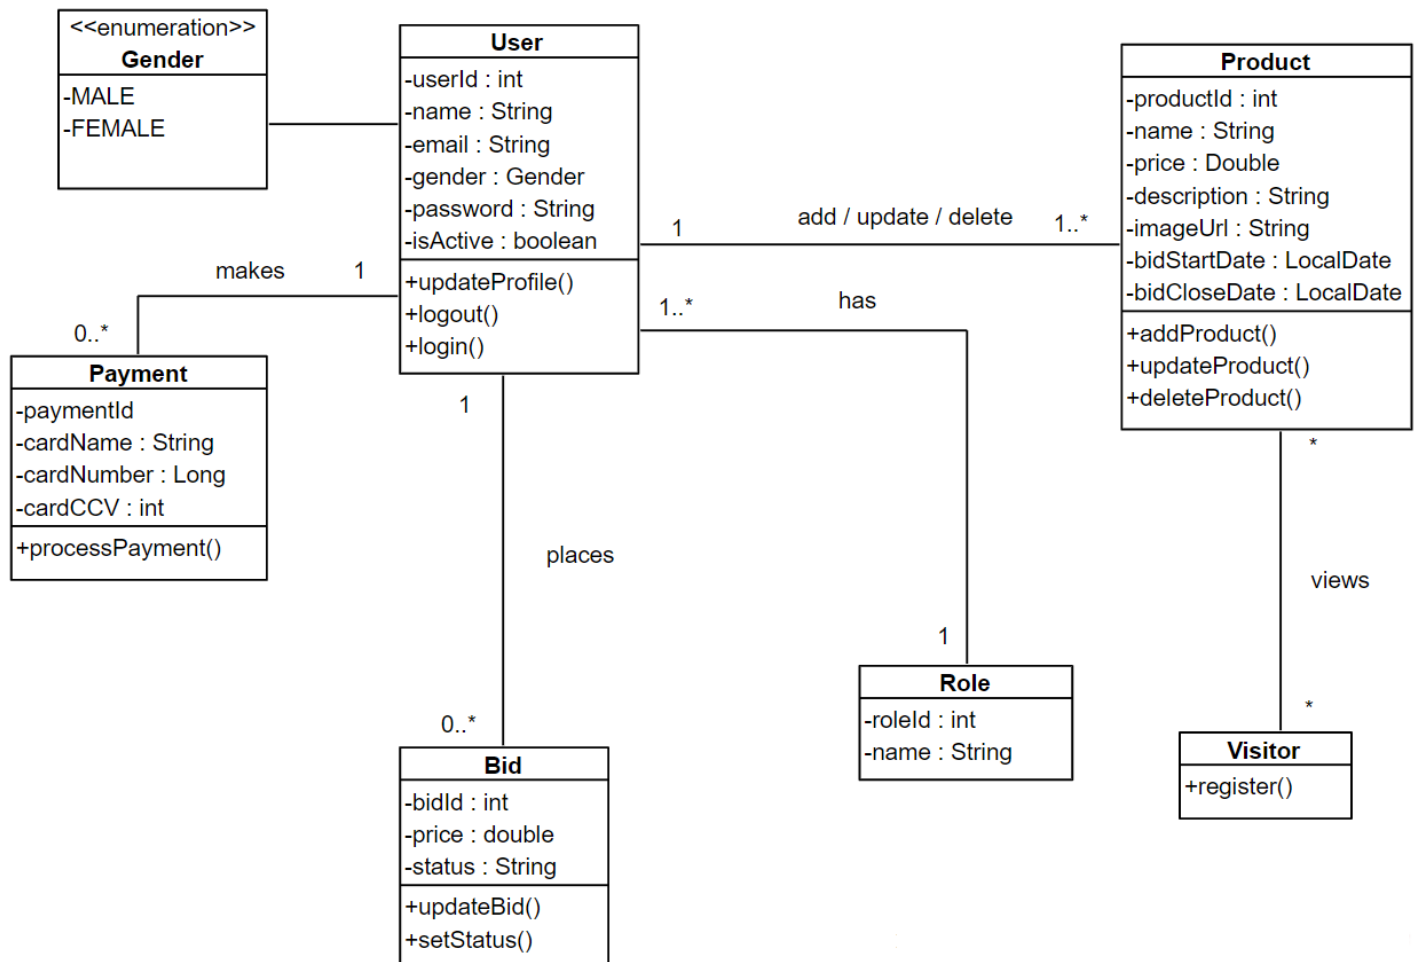 <<enumeration>>
Gender
-MALE
-FEMALE
User
-userId : int
-name : String
-email : String
-gender : Gender
-password : String
-isActive : boolean
+updateProfile()
+logout()
+login()
Product
-productId : int
-name : String
-price : Double
-description : String
-imageUrl : String
-bidStartDate : LocalDate
-bidCloseDate : LocalDate
+addProduct()
+updateProduct()
+deleteProduct()
1
add / update / delete
1..*
makes
1
0..*
1..*
has
1
Payment
-paymentId
-cardName : String
-cardNumber : Long
-cardCCV : int
+processPayment()
1
places
0..*
*
views
*
Role
-roleId : int
-name : String
Visitor
+register()
Bid
-bidId : int
-price : double
-status : String
+updateBid()
+setStatus()